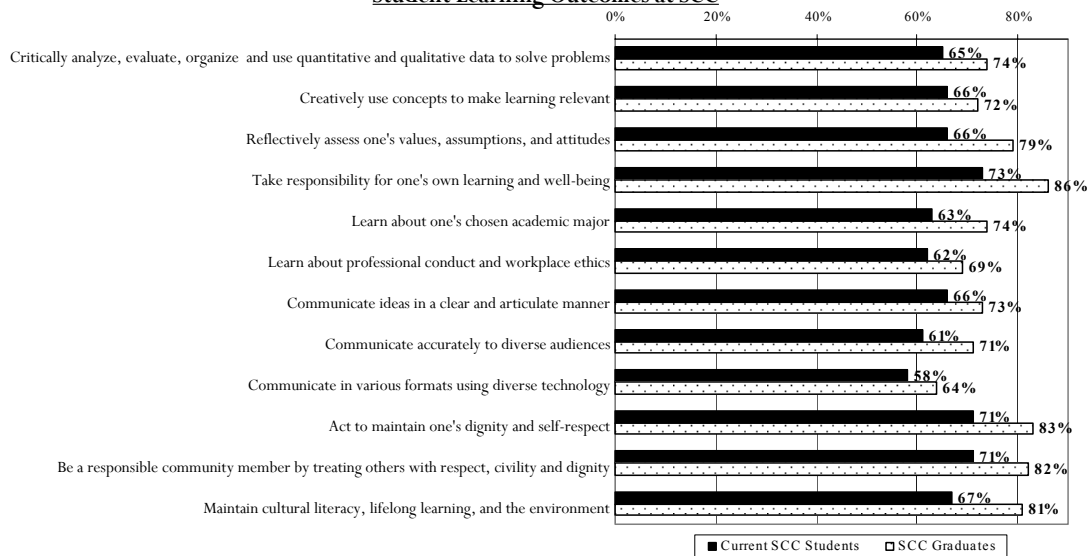 Student Learning Outcomes at SCC
0% 20% 40% 60% 80%
Critically analyze, evaluate, organize and use quantitative and qualitative data to solve problems 65% 74%
Creatively use concepts to make learning relevant 66% 72%
Reflectively assess one's values, assumptions, and attitudes 66% 79%
Take responsibility for one's own learning and well-being 73% 86%
Learn about one's chosen academic major 63% 74%
Learn about professional conduct and workplace ethics 62% 69%
Communicate ideas in a clear and articulate manner 66% 73%
Communicate accurately to diverse audiences 61% 71%
Communicate in various formats using diverse technology 58% 64%
Act to maintain one's dignity and self-respect 71% 83%
Be a responsible community member by treating others with respect, civility and dignity 71% 82%
Maintain cultural literacy, lifelong learning, and the environment 67% 81%
Current SCC Students SCC Graduates